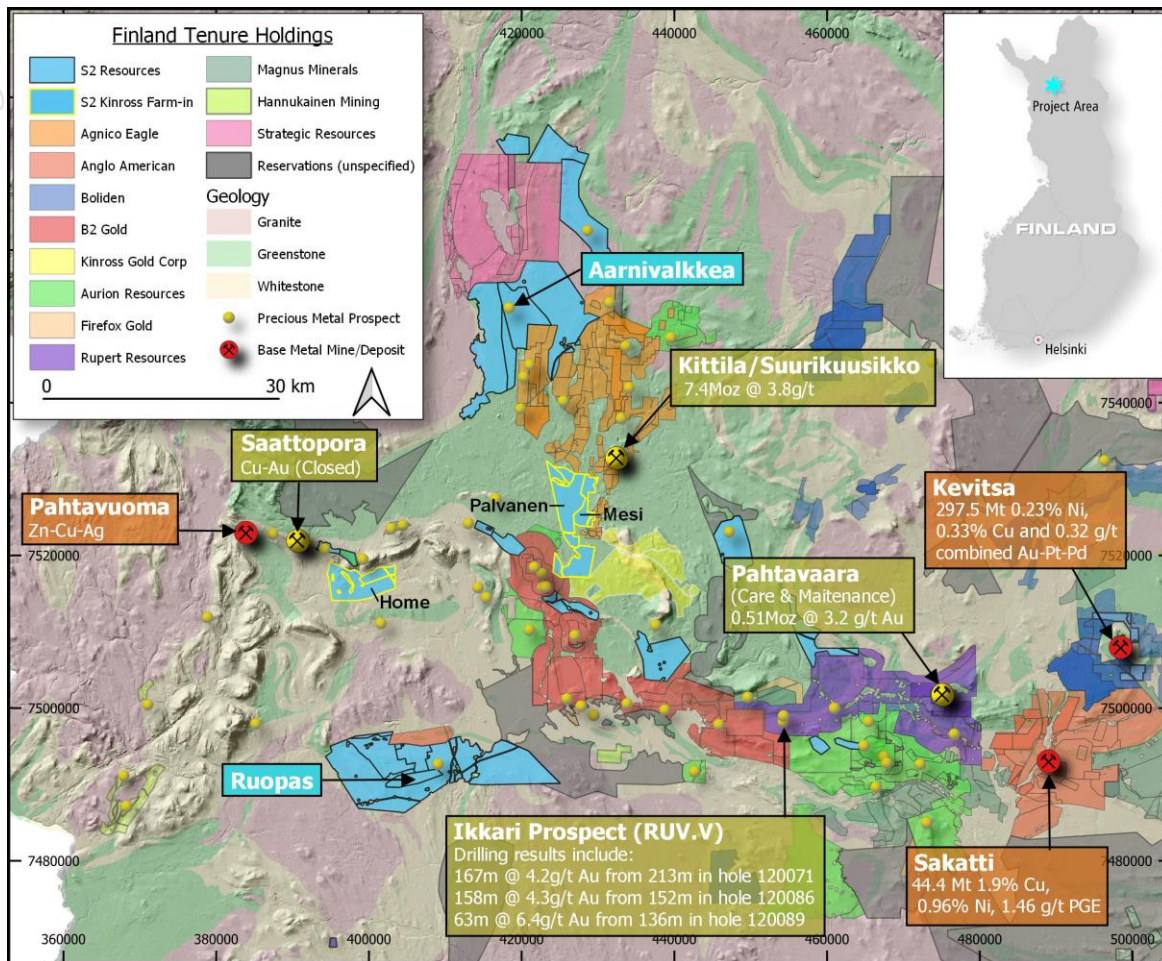 Finland Tenure Holdings
S2 Resources
S2 Kinross Farm-in
Agnico Eagle
Anglo American
Boliden
B2 Gold
Kinross Gold Corp
Aurion Resources
Firefox Gold
Rupert Resources
Magnus Minerals
Hannukainen Mining
Strategic Resources
Reservations (unspecified)
Geology
Granite
Greenstone
Whitestone
Precious Metal Prospect
Base Metal Mine/Deposit
0 30 km
420000 440000 460000
Project Area
FINLAND
Helsinki
Aarnivalkkea
Kittila/Suurikuusikko
7.4Moz @ 3.8g/t
7540000 7540000
Saattopora
Cu-Au (Closed)
Pahtavuoma
Zn-Cu-Ag
Palvanen
Mesi
Home
Kevitsa
297.5 Mt 0.23% Ni,
0.33% Cu and 0.32 g/t
combined Au-Pt-Pd
7520000 7520000
Pahtavaara
(Care & Maitenance)
0.51Moz @ 3.2 g/t Au
7500000 7500000
Ruopas
Ikkari Prospect (RUV.V)
Drilling results include:
167m @ 4.2g/t Au from 213m in hole 120071
158m @ 4.3g/t Au from 152m in hole 120086
63m @ 6.4g/t Au from 136m in hole 120089
Sakatti
44.4 Mt 1.9% Cu,
0.96% Ni, 1.46 g/t PGE
7480000 7480000
360000 380000 400000 420000 440000 460000 480000 500000